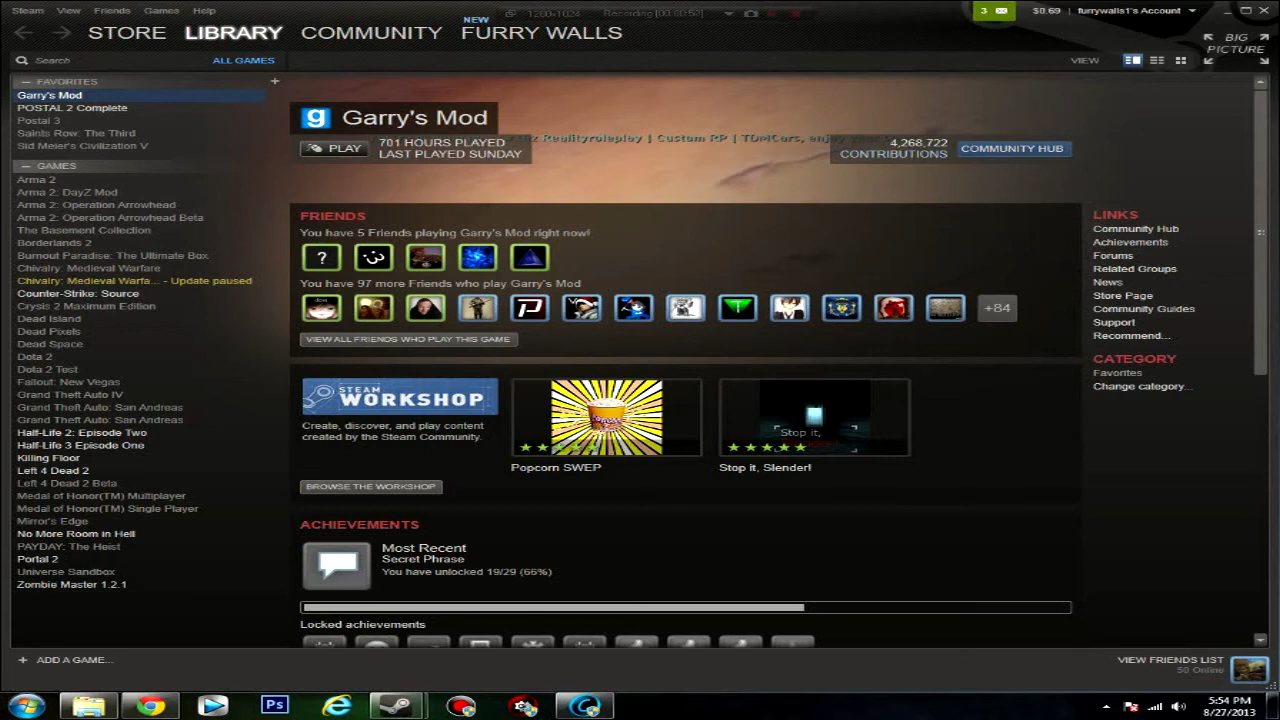 Steam View Friends Games Help
1280x1024 Recording [00:00:50]
3 $0.69 furrywalls1's Account
STORE LIBRARY COMMUNITY NEW FURRY WALLS
BIG PICTURE
Search ALL GAMES VIEW
FAVORITES
Garry's Mod
POSTAL 2 Complete
Postal 3
Saints Row: The Third
Sid Meier's Civilization V
GAMES
Arma 2
Arma 2: DayZ Mod
Arma 2: Operation Arrowhead
Arma 2: Operation Arrowhead Beta
The Basement Collection
Borderlands 2
Burnout Paradise: The Ultimate Box
Chivalry: Medieval Warfare
Chivalry: Medieval Warfa... - Update paused
Counter-Strike: Source
Crysis 2 Maximum Edition
Dead Island
Dead Pixels
Dead Space
Dota 2
Dota 2 Test
Fallout: New Vegas
Grand Theft Auto IV
Grand Theft Auto: San Andreas
Grand Theft Auto: San Andreas
Half-Life 2: Episode Two
Half-Life 2: Episode One
Killing Floor
Left 4 Dead 2
Left 4 Dead 2 Beta
Medal of Honor(TM) Multiplayer
Medal of Honor(TM) Single Player
Mirror's Edge
No More Room in Hell
PAYDAY: The Heist
Portal 2
Universe Sandbox
Zombie Master 1.2.1
+ ADD A GAME...
g Garry's Mod
Realityroleplay | Custom RP | TDMCars, enjoy
PLAY
701 HOURS PLAYED
LAST PLAYED SUNDAY
4,268,722
CONTRIBUTIONS
COMMUNITY HUB
FRIENDS
You have 5 Friends playing Garry's Mod right now!
?
You have 97 more Friends who play Garry's Mod
+84
VIEW ALL FRIENDS WHO PLAY THIS GAME
STEAM
WORKSHOP
Create, discover, and play content
created by the Steam Community.
BROWSE THE WORKSHOP
Popcorn SWEP
Stop it,
Stop it, Slender!
ACHIEVEMENTS
Most Recent
Secret Phrase
You have unlocked 19/29 (66%)
Locked achievements
LINKS
Community Hub
Achievements
Forums
Related Groups
News
Store Page
Community Guides
Support
Recommend...
CATEGORY
Favorites
Change category...
VIEW FRIENDS LIST
50 Online
Ps
5:54 PM
8/27/2013